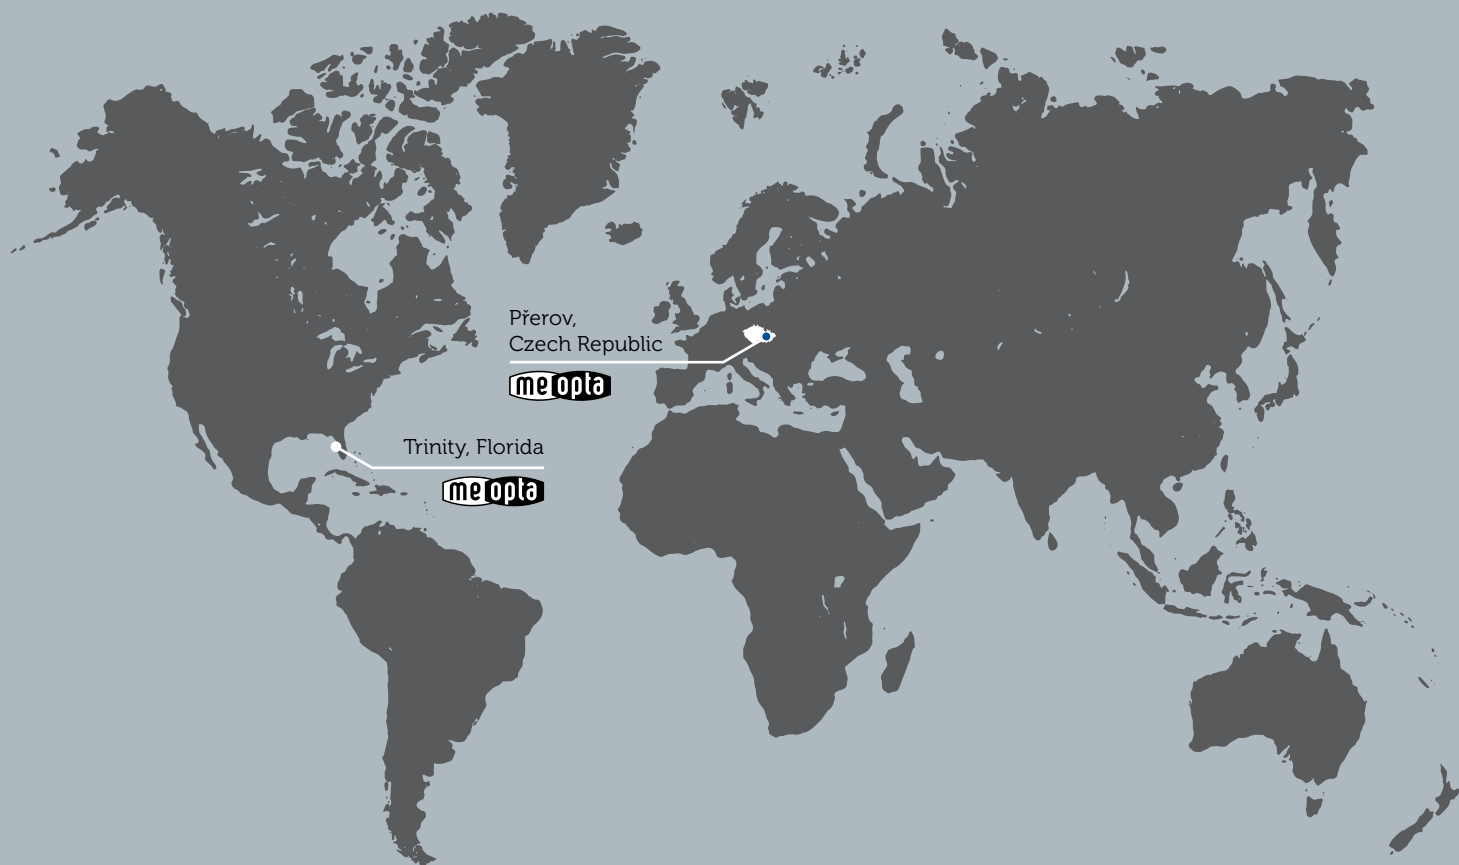 Přerov,
Czech Republic
meopta
Trinity, Florida
meopta